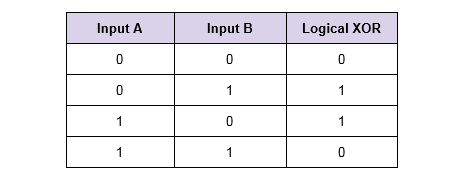 Input A Input B Logical XOR
0 0 0
0 1 1
1 0 1
1 1 0